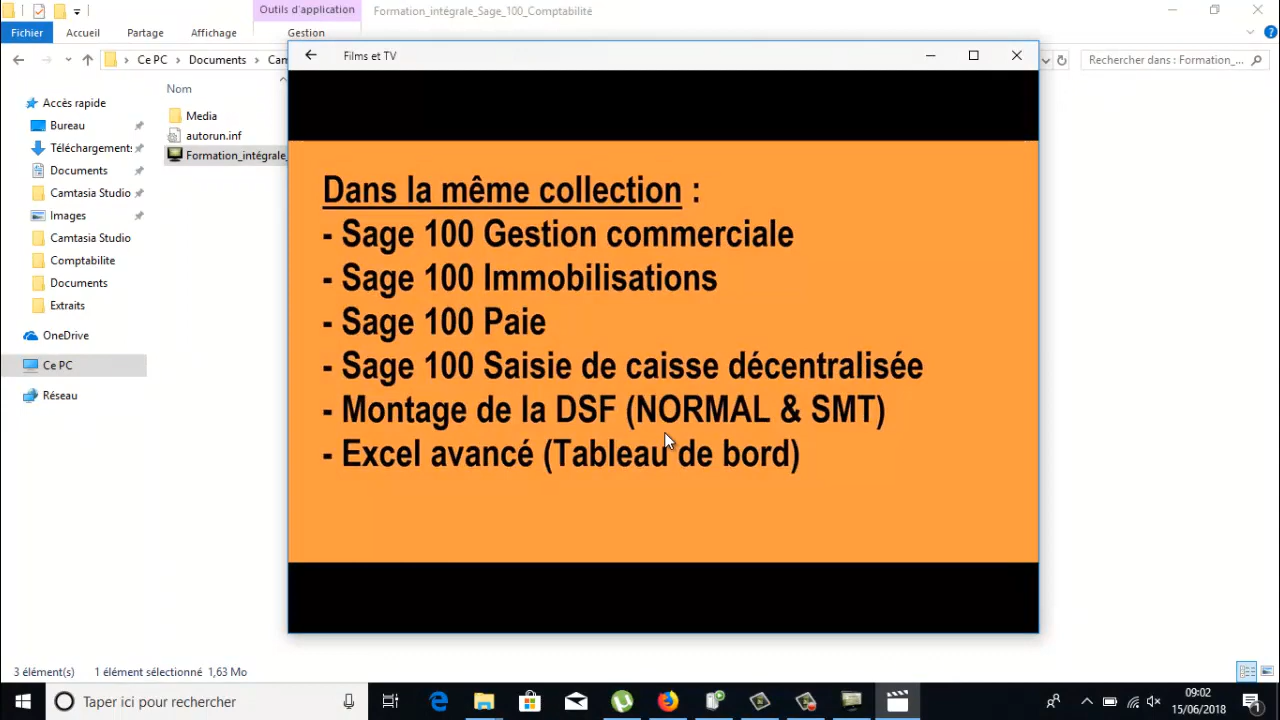 Outils d'application
Formation_intégrale_Sage_100_Comptabilité
Fichier
Accueil
Partage
Affichage
Gestion
Ce PC
Documents
Cam
Rechercher dans : Formation_...
Films et TV
Nom
Accès rapide
Bureau
Téléchargements
Documents
Camtasia Studio
Images
Camtasia Studio
Comptabilite
Documents
Extraits
OneDrive
Ce PC
Réseau
Media
autorun.inf
Formation_intégrale_
Dans la même collection :
- Sage 100 Gestion commerciale
- Sage 100 Immobilisations
- Sage 100 Paie
- Sage 100 Saisie de caisse décentralisée
- Montage de la DSF (NORMAL & SMT)
- Excel avancé (Tableau de bord)
3 élément(s)
1 élément sélectionné 1,63 Mo
Taper ici pour rechercher
09:02
15/06/2018
1